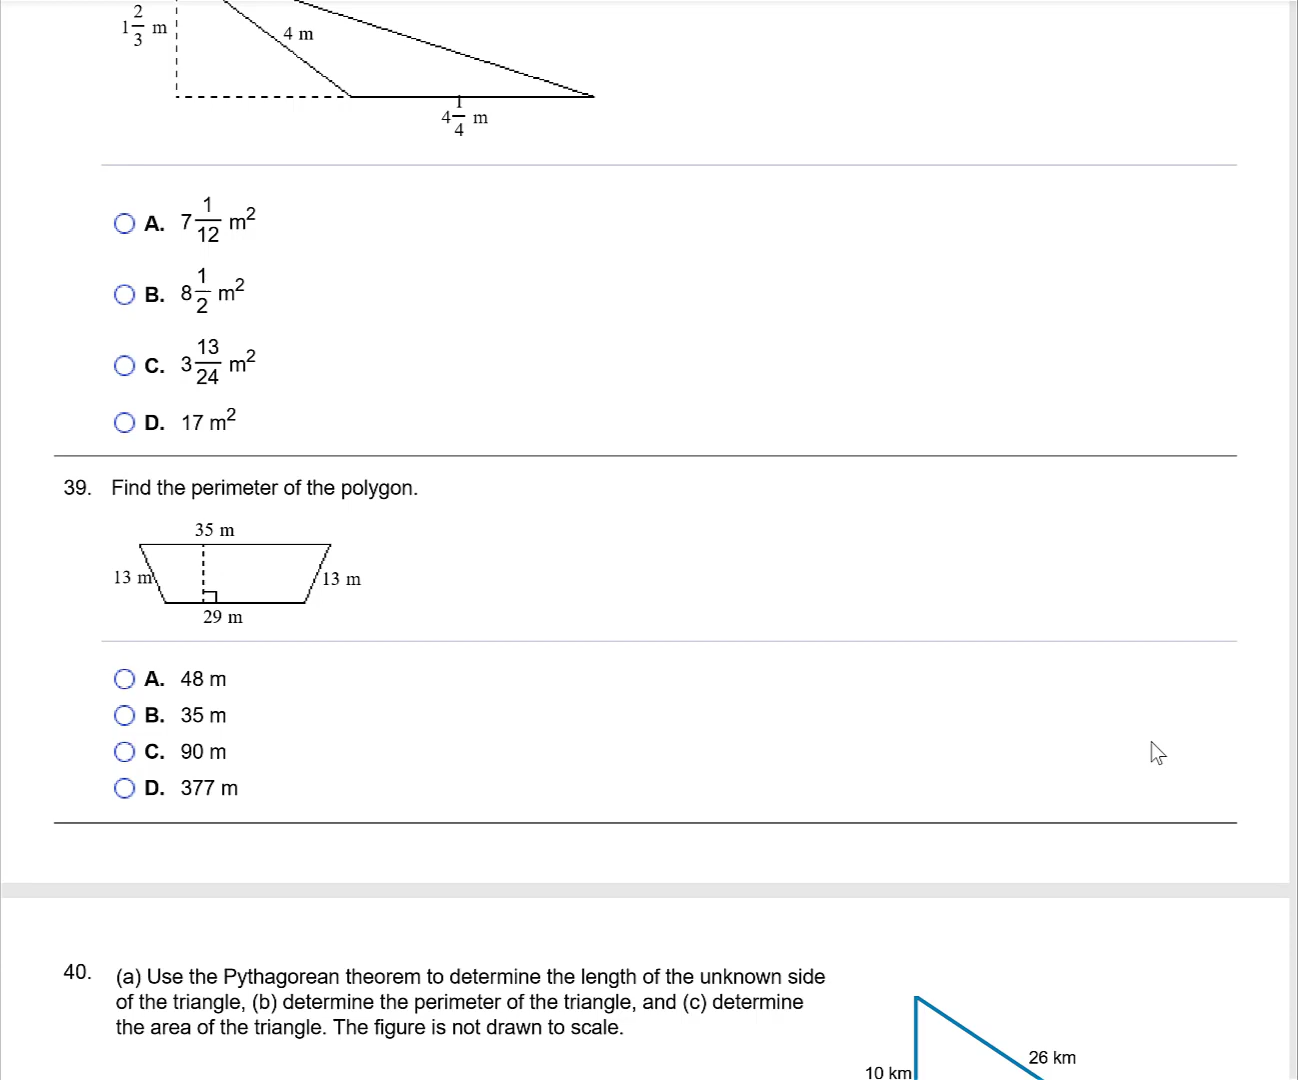 1 2/3 m
4 m
4 1/4 m
A. 7 1/12 m²
B. 8 1/2 m²
C. 3 13/24 m²
D. 17 m²
39. Find the perimeter of the polygon.
35 m
13 m 13 m
29 m
A. 48 m
B. 35 m
C. 90 m
D. 377 m
40. (a) Use the Pythagorean theorem to determine the length of the unknown side
of the triangle, (b) determine the perimeter of the triangle, and (c) determine
the area of the triangle. The figure is not drawn to scale.
26 km
10 km